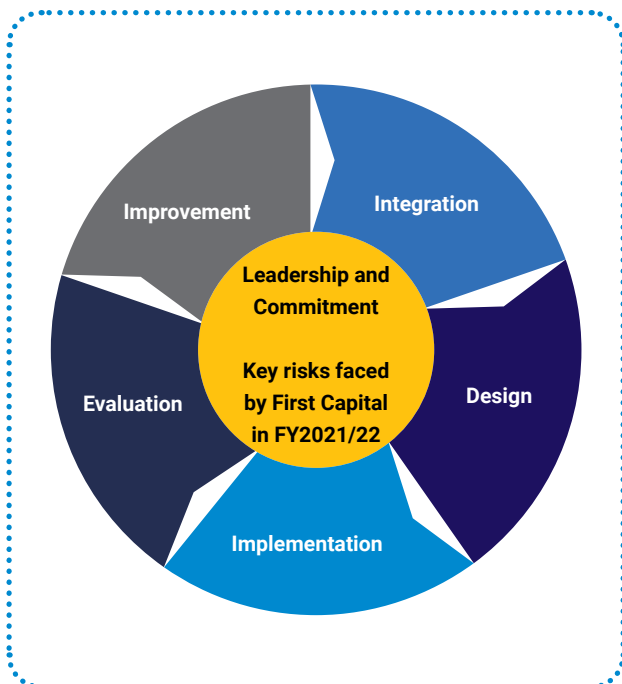 Improvement
Integration
Leadership and
Commitment
Key risks faced
by First Capital
in FY2021/22
Evaluation
Design
Implementation